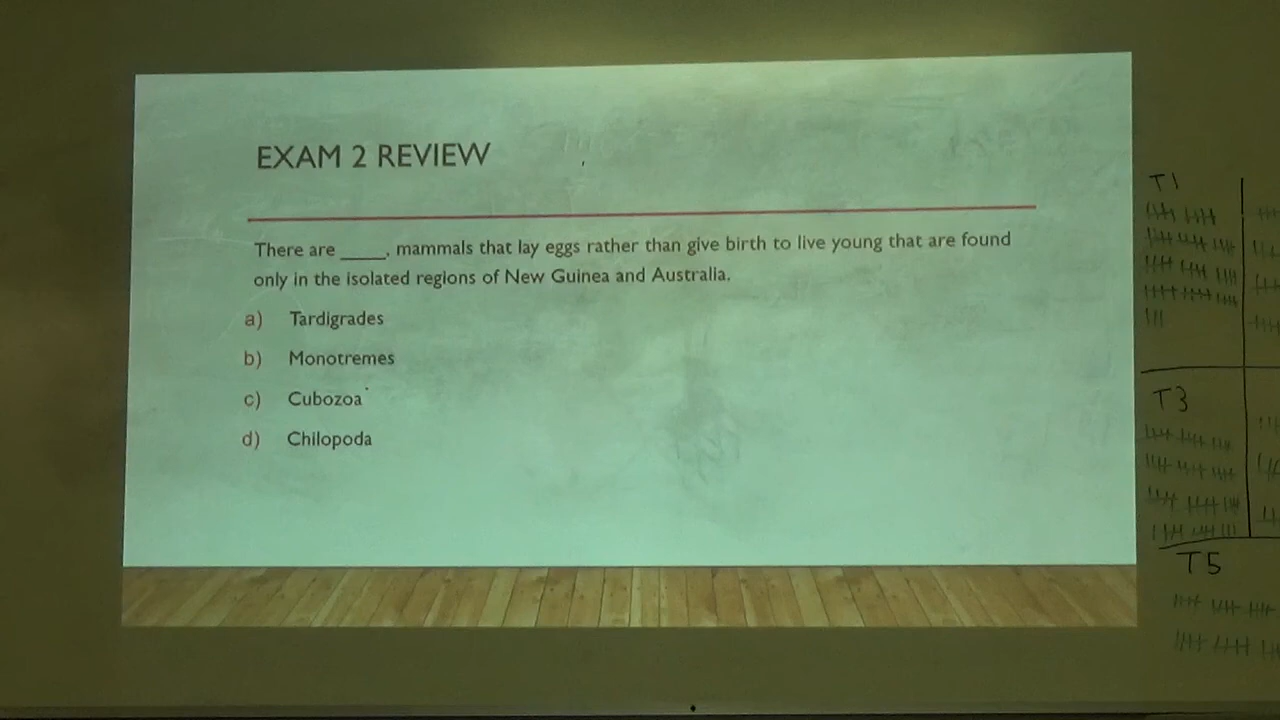 EXAM 2 REVIEW
There are _____, mammals that lay eggs rather than give birth to live young that are found
only in the isolated regions of New Guinea and Australia.
a) Tardigrades
b) Monotremes
c) Cubozoa
d) Chilopoda
T1
T3
T5